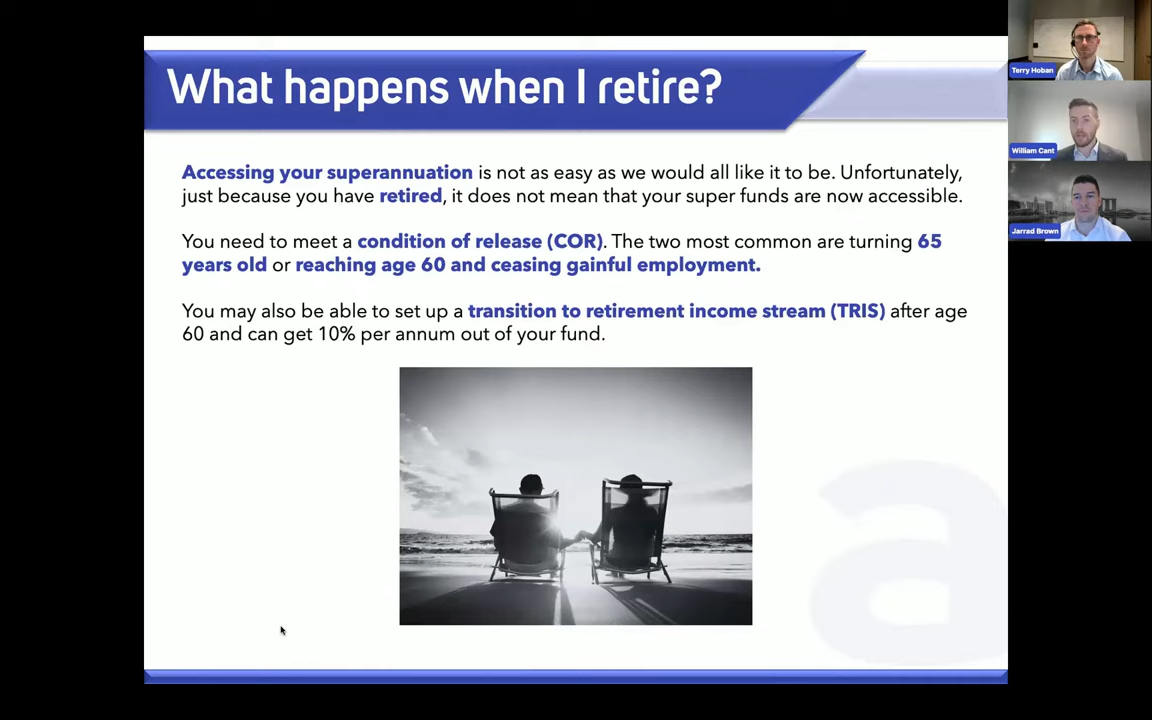 What happens when I retire?
Accessing your superannuation is not as easy as we would all like it to be. Unfortunately,
just because you have retired, it does not mean that your super funds are now accessible.
You need to meet a condition of release (COR). The two most common are turning 65
years old or reaching age 60 and ceasing gainful employment.
You may also be able to set up a transition to retirement income stream (TRIS) after age
60 and can get 10% per annum out of your fund.
a
Terry Hoban
William Cant
Jarrad Brown